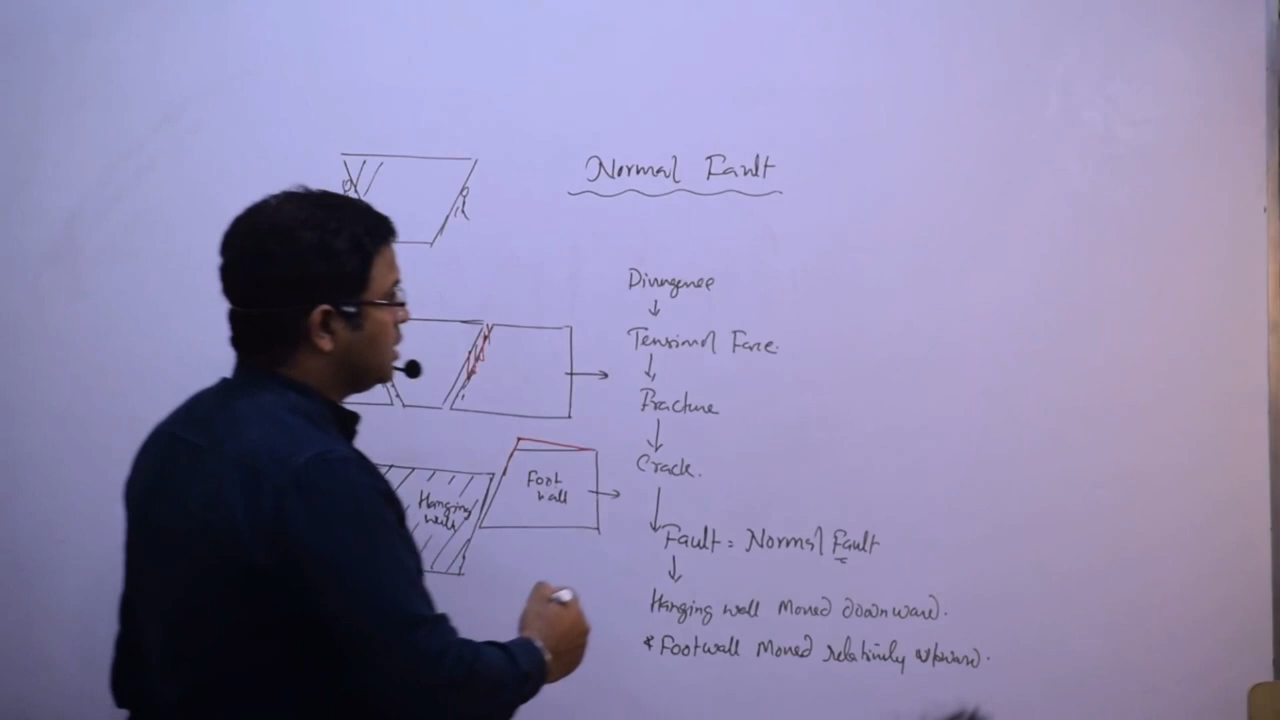 Normal Fault
Divergence
↓
Tensional Force
↓
Fracture
↓
Crack.
↓
Fault = Normal Fault
↓
Hanging wall Moved downward.
* Footwall Moved relatively upward.
Foot
wall
Hanging
wall